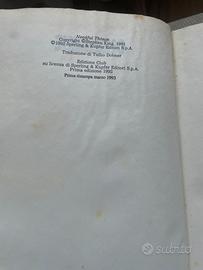 Needful Things
Copyright © Stephen King, 1991
© 1992 Sperling & Kupfer Editori S.p.A.
Traduzione di Tullio Dobner
Edizione Club
su licenza di Sperling & Kupfer Editori S.p.A.
Prima edizione 1992
Prima ristampa marzo 1993
subito